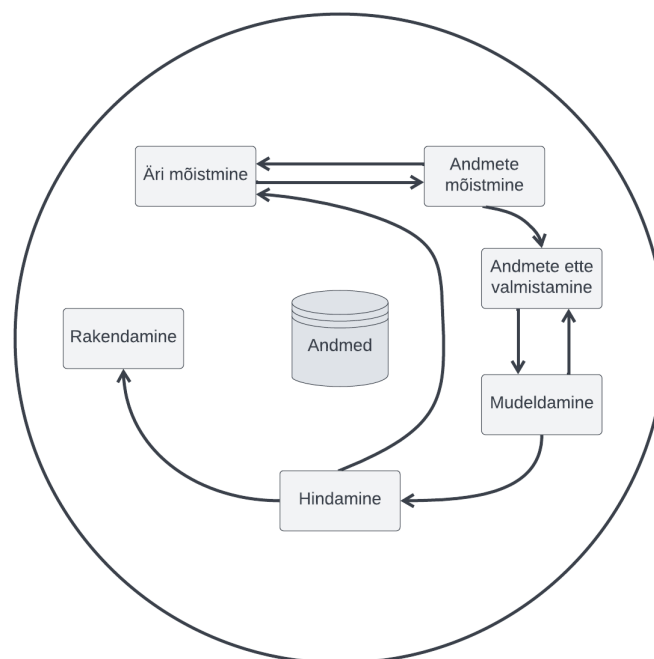 Äri mõistmine
Andmete
mõistmine
Andmete ette
valmistamine
Rakendamine
Andmed
Mudeldamine
Hindamine